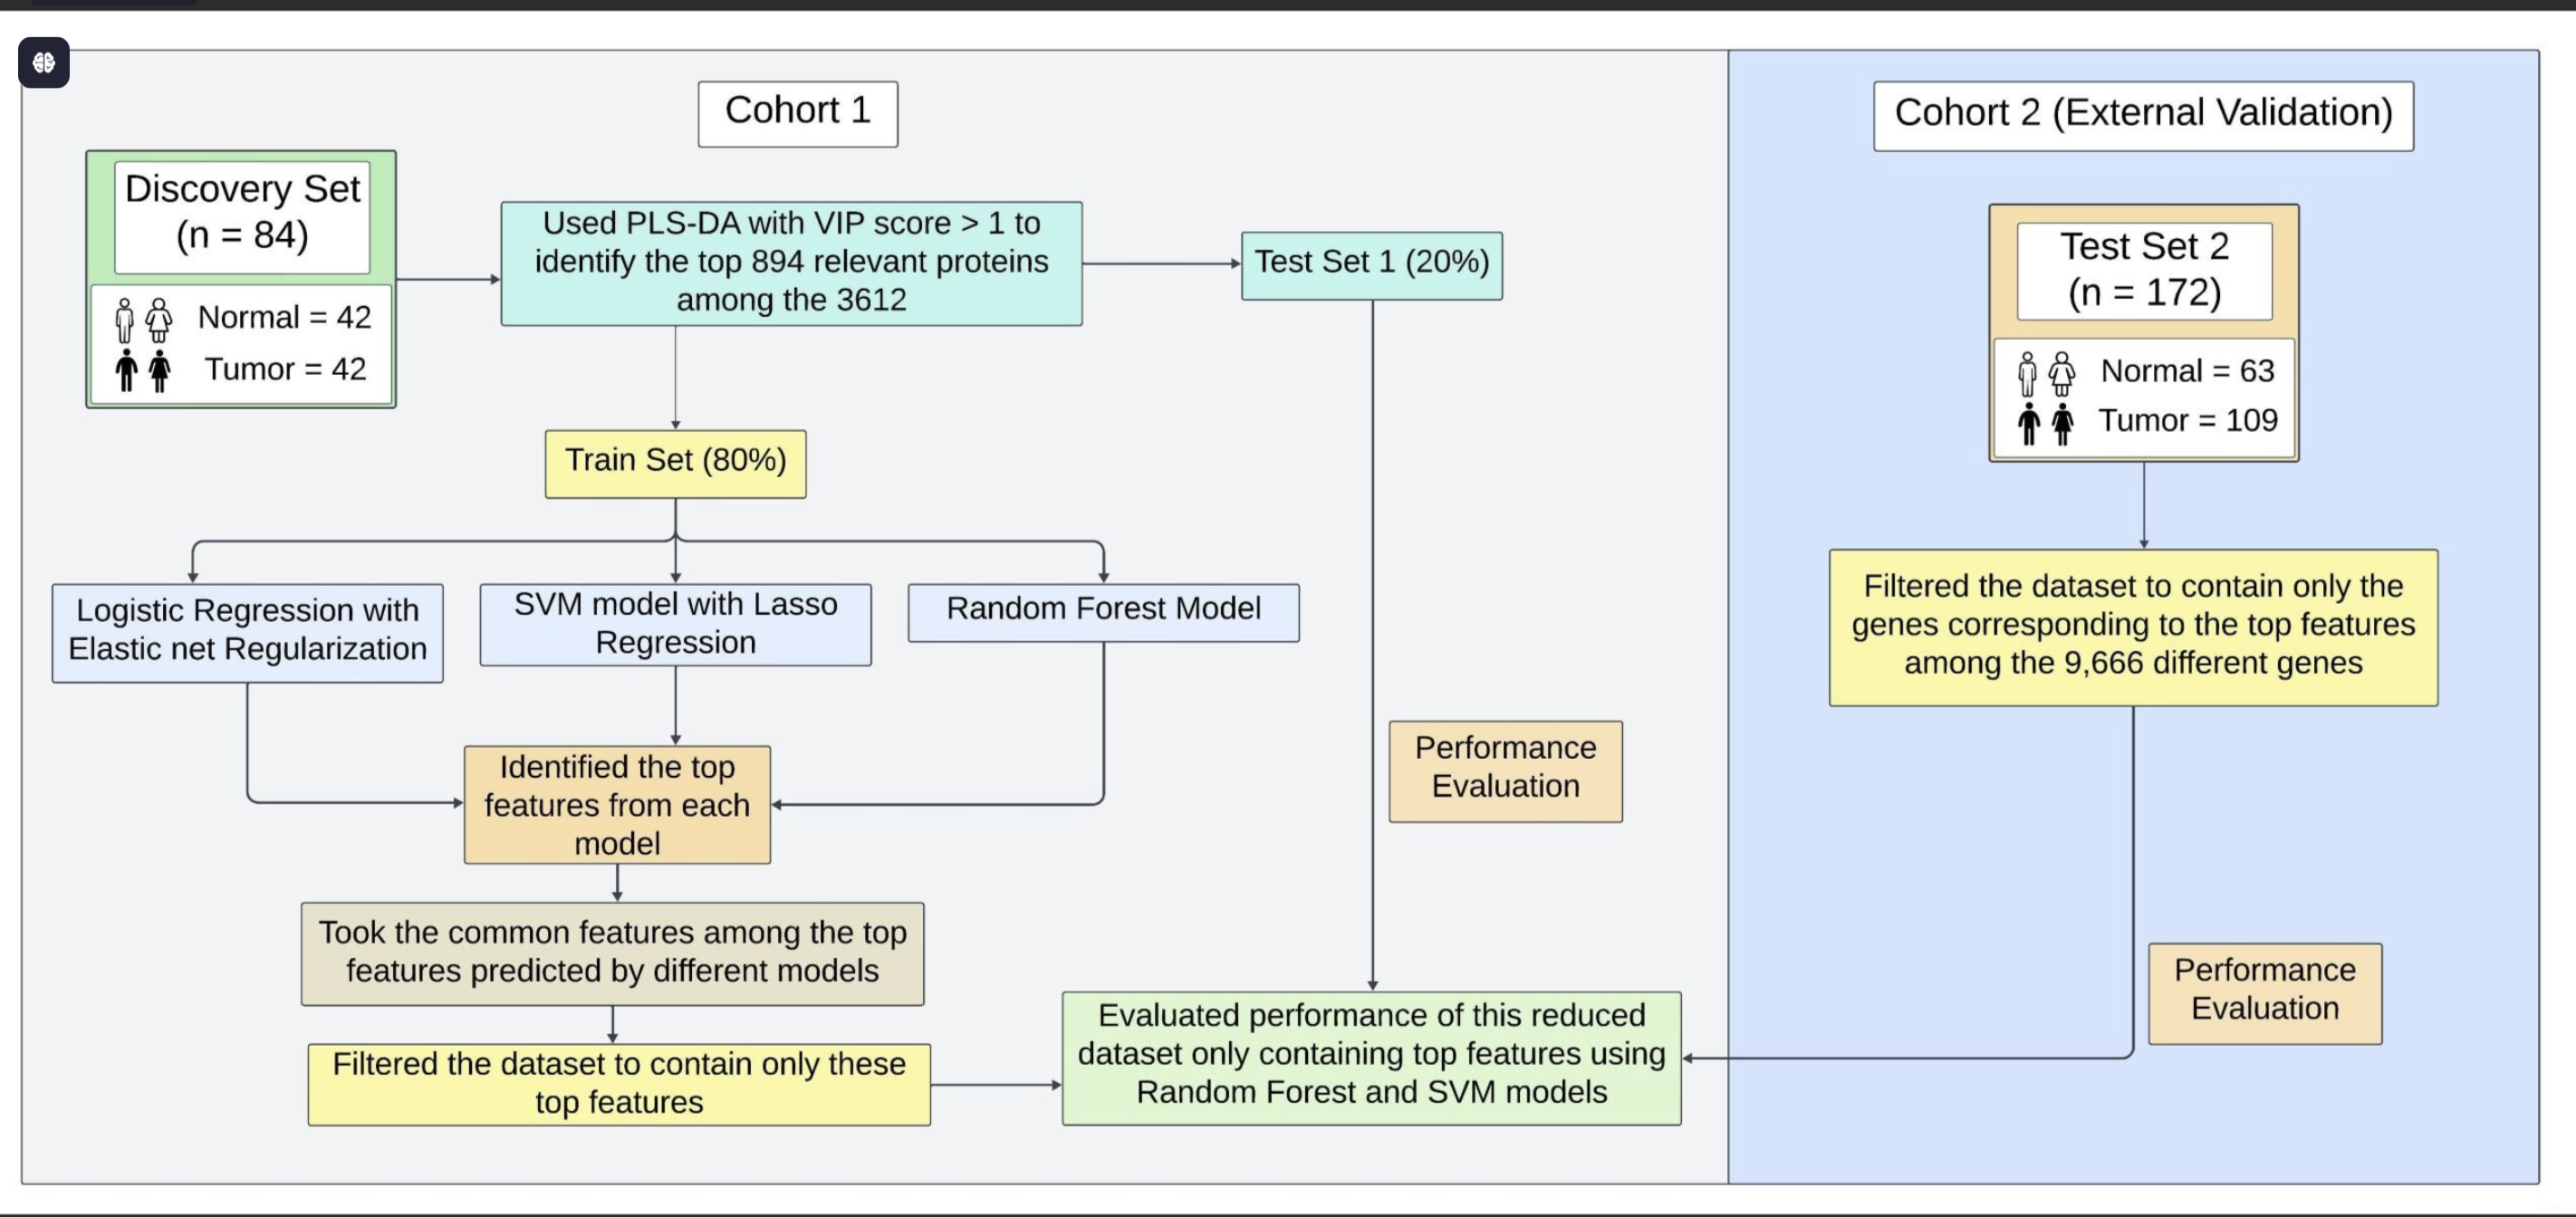 Cohort 1
Discovery Set
(n = 84)
Normal = 42
Tumor = 42
Used PLS-DA with VIP score > 1 to
identify the top 894 relevant proteins
among the 3612
Test Set 1 (20%)
Train Set (80%)
Logistic Regression with
Elastic net Regularization
SVM model with Lasso
Regression
Random Forest Model
Identified the top
features from each
model
Performance
Evaluation
Took the common features among the top
features predicted by different models
Filtered the dataset to contain only these
top features
Evaluated performance of this reduced
dataset only containing top features using
Random Forest and SVM models
Cohort 2 (External Validation)
Test Set 2
(n = 172)
Normal = 63
Tumor = 109
Filtered the dataset to contain only the
genes corresponding to the top features
among the 9,666 different genes
Performance
Evaluation